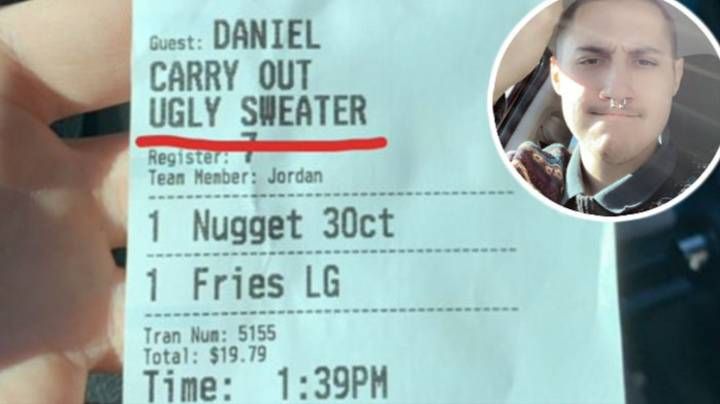 Guest: DANIEL
CARRY OUT
UGLY SWEATER
Register: 7
Team Member: Jordan
1 Nugget 30ct
1 Fries LG
Tran Num: 5155
Total: $19.79
Time: 1:39PM